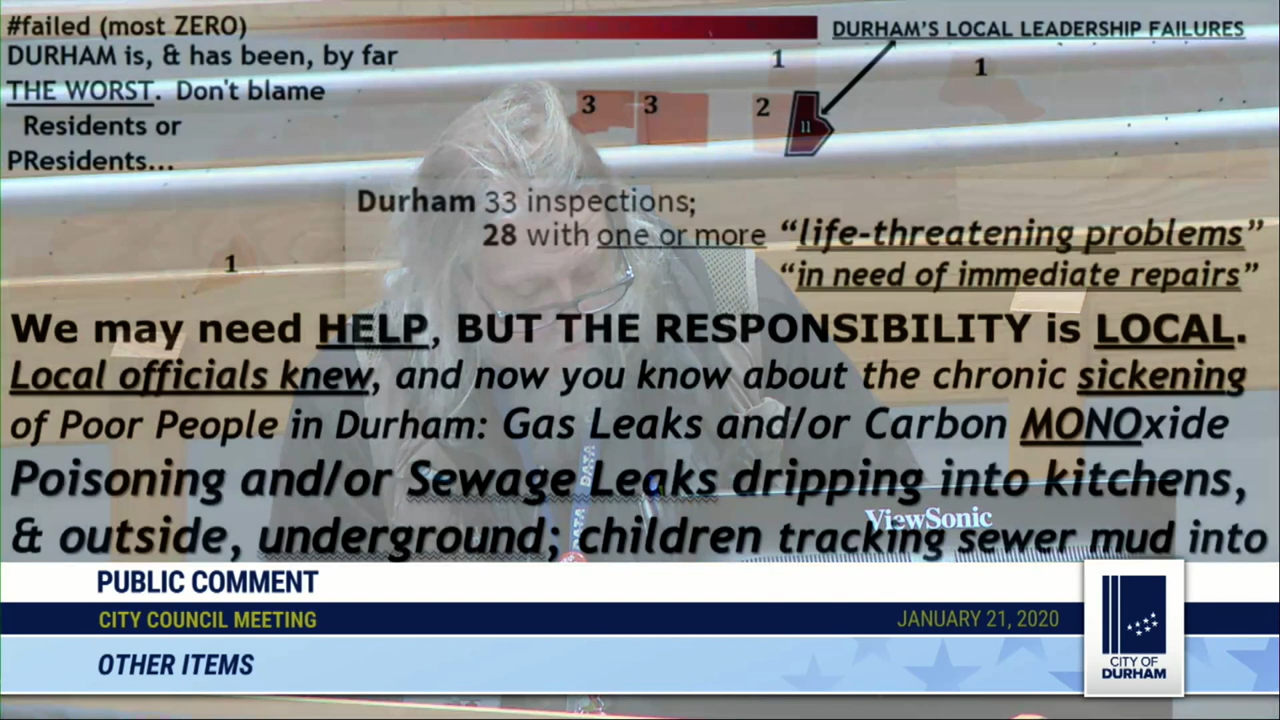 #failed (most ZERO)
DURHAM is, & has been, by far
THE WORST. Don't blame
Residents or
PResidents...
DURHAM'S LOCAL LEADERSHIP FAILURES
1
1
3
3
2
11
Durham 33 inspections;
28 with one or more "life-threatening problems"
"in need of immediate repairs"
1
We may need HELP, BUT THE RESPONSIBILITY is LOCAL.
Local officials knew, and now you know about the chronic sickening
of Poor People in Durham: Gas Leaks and/or Carbon MONOxide
Poisoning and/or Sewage Leaks dripping into kitchens,
& outside, underground; children tracking sewer mud into
DATA
DATA
ViewSonic
PUBLIC COMMENT
CITY COUNCIL MEETING
JANUARY 21, 2020
OTHER ITEMS
CITY OF
DURHAM